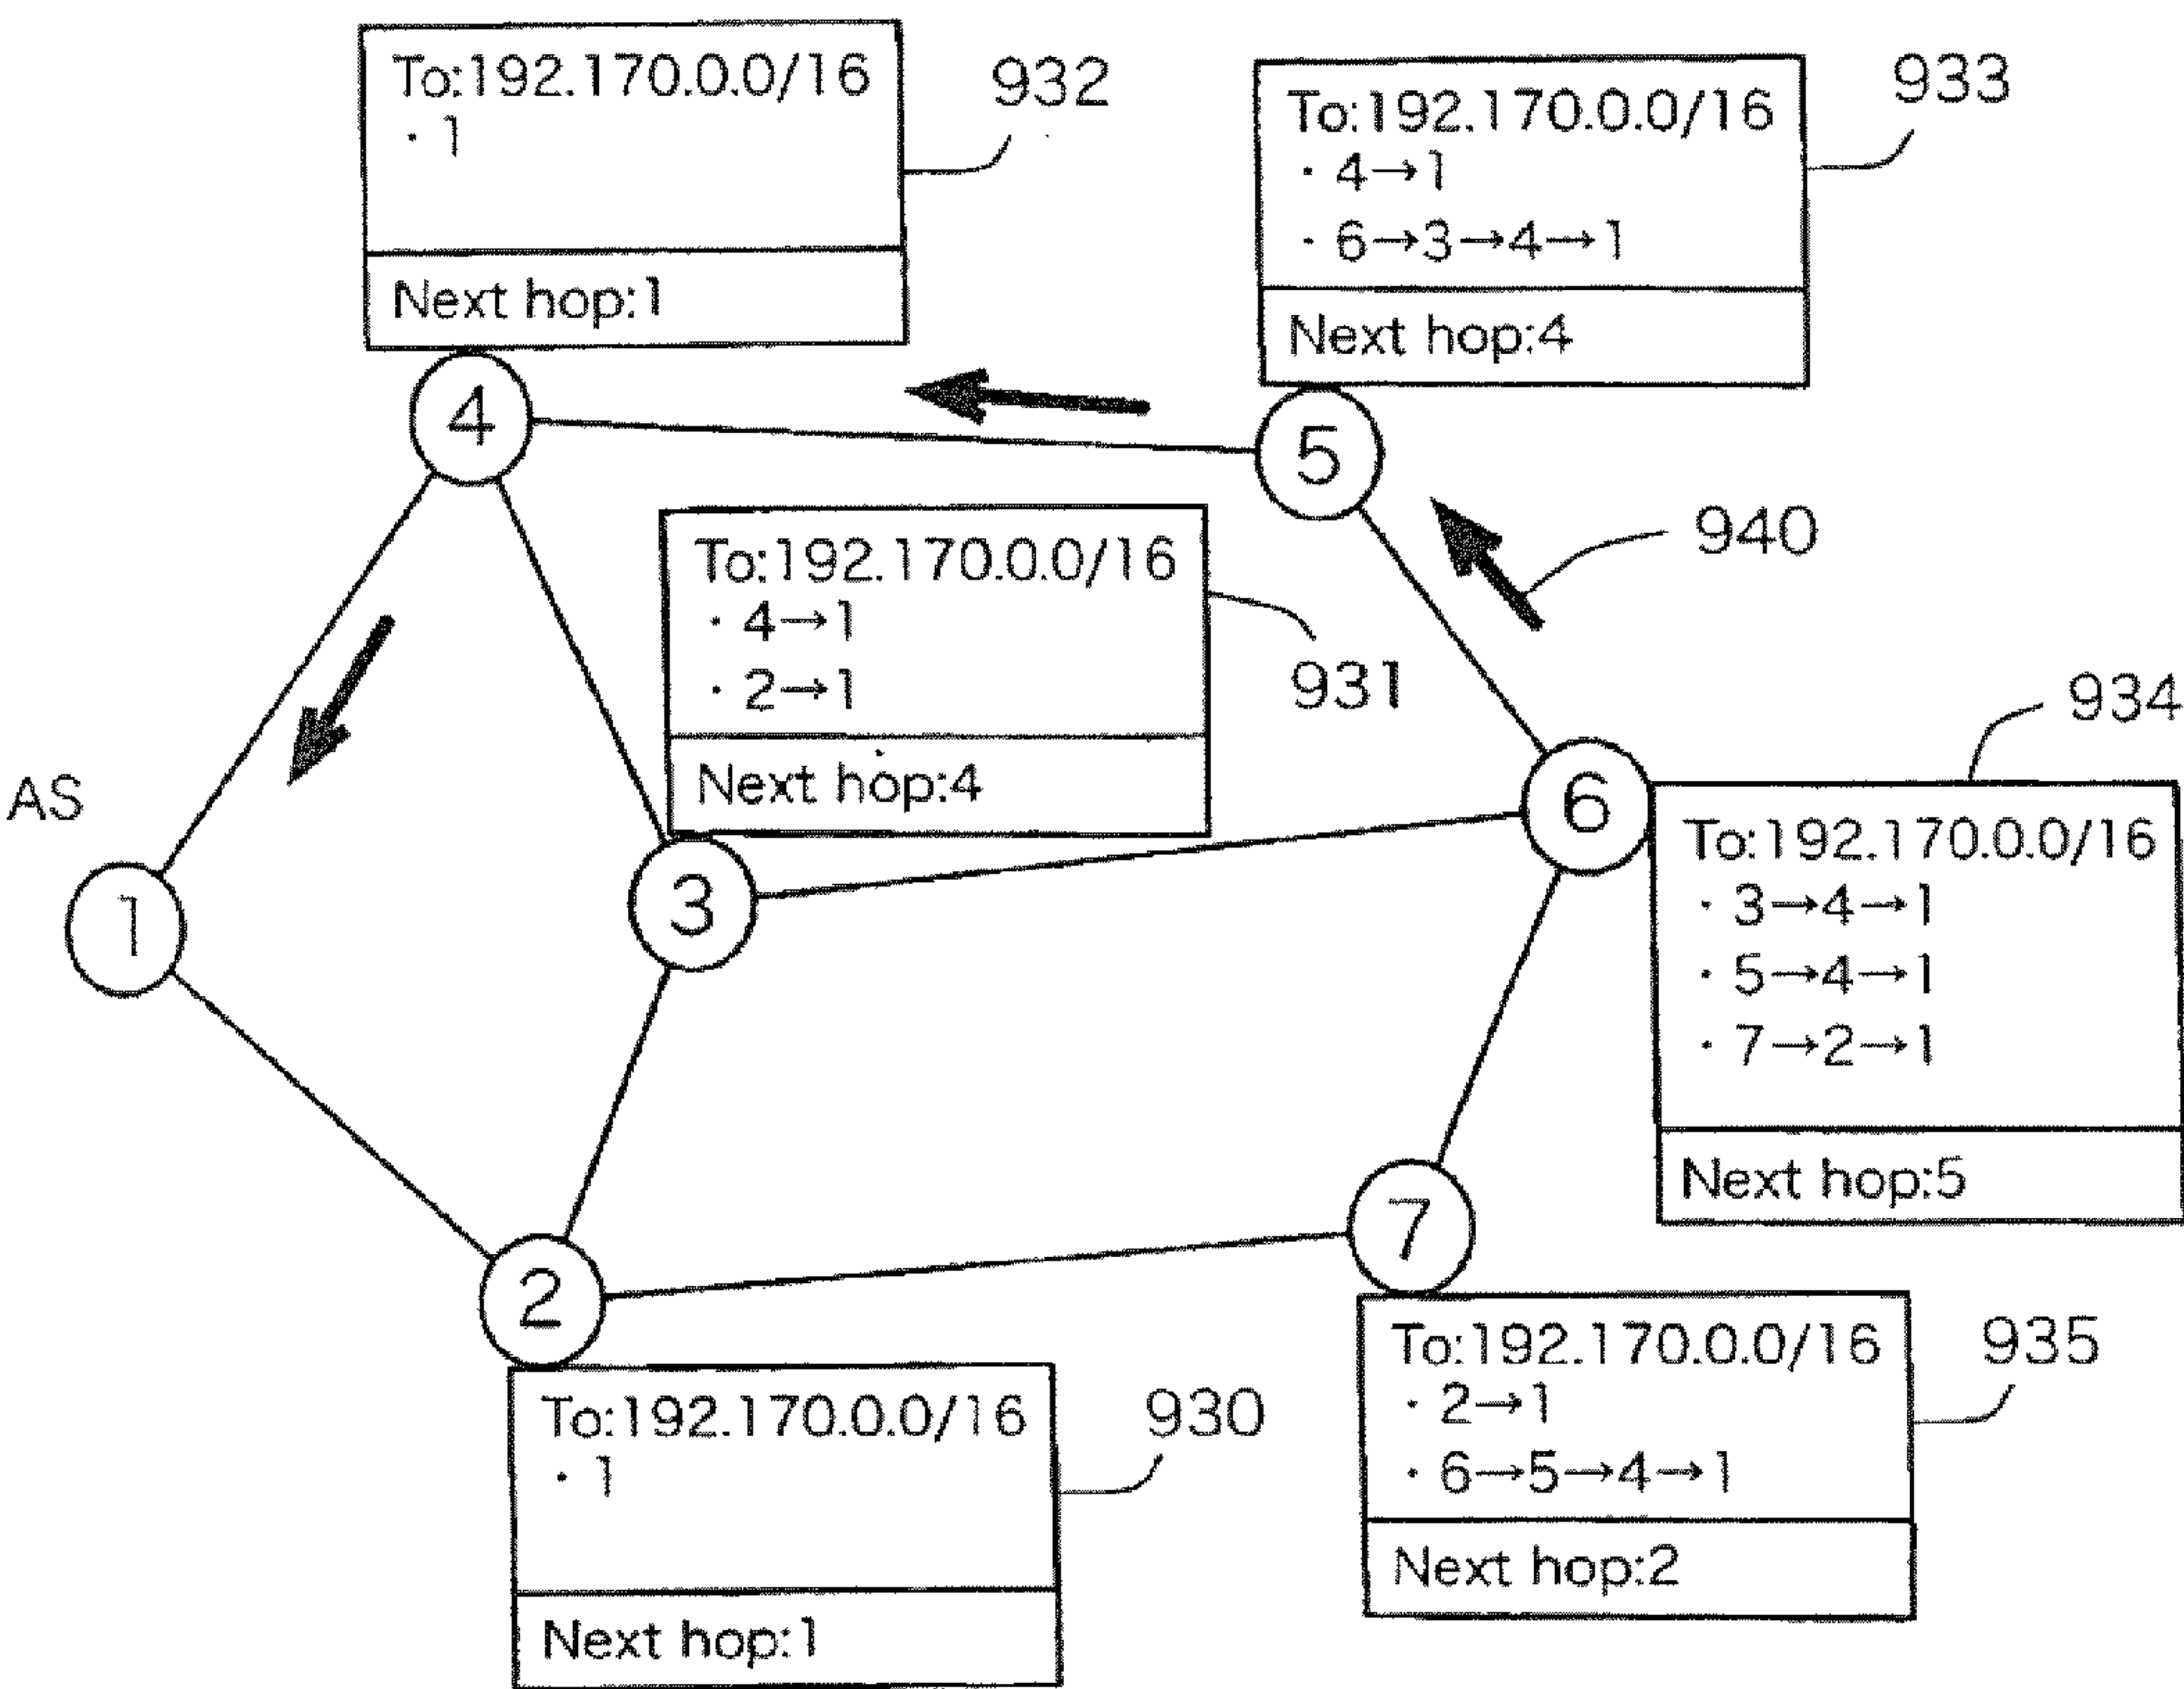 To:192.170.0.0/16
・1
Next hop:1
932
To:192.170.0.0/16
・4→1
・6→3→4→1
Next hop:4
933
4
5
To:192.170.0.0/16
・4→1
・2→1
Next hop:4
931
940
934
AS
1
3
6
To:192.170.0.0/16
・3→4→1
・5→4→1
・7→2→1
Next hop:5
2
7
To:192.170.0.0/16
・1
Next hop:1
930
To:192.170.0.0/16
・2→1
・6→5→4→1
Next hop:2
935